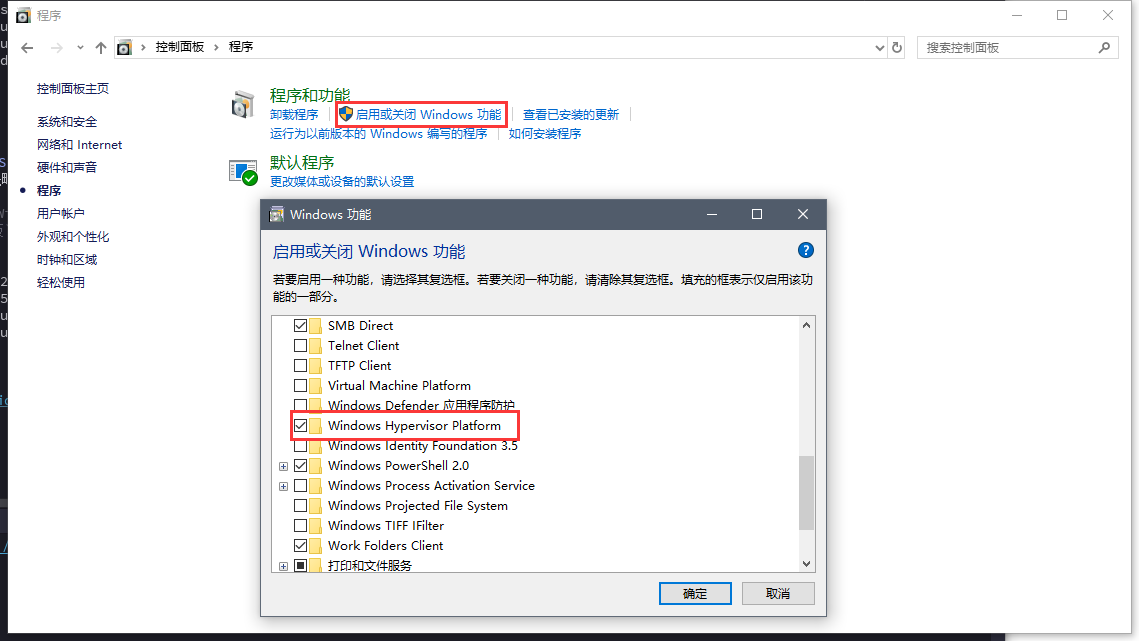 程序
控制面板 › 程序
搜索控制面板
控制面板主页
系统和安全
网络和 Internet
硬件和声音
程序
用户帐户
外观和个性化
时钟和区域
轻松使用
程序和功能
卸载程序 启用或关闭 Windows 功能 查看已安装的更新
运行为以前版本的 Windows 编写的程序 如何安装程序
默认程序
更改媒体或设备的默认设置
Windows 功能
启用或关闭 Windows 功能
若要启用一种功能，请选择其复选框。若要关闭一种功能，请清除其复选框。填充的框表示仅启用该功
能的一部分。
SMB Direct
Telnet Client
TFTP Client
Virtual Machine Platform
Windows Defender 应用程序防护
Windows Hypervisor Platform
Windows Identity Foundation 3.5
Windows PowerShell 2.0
Windows Process Activation Service
Windows Projected File System
Windows TIFF IFilter
Work Folders Client
打印和文件服务
确定 取消